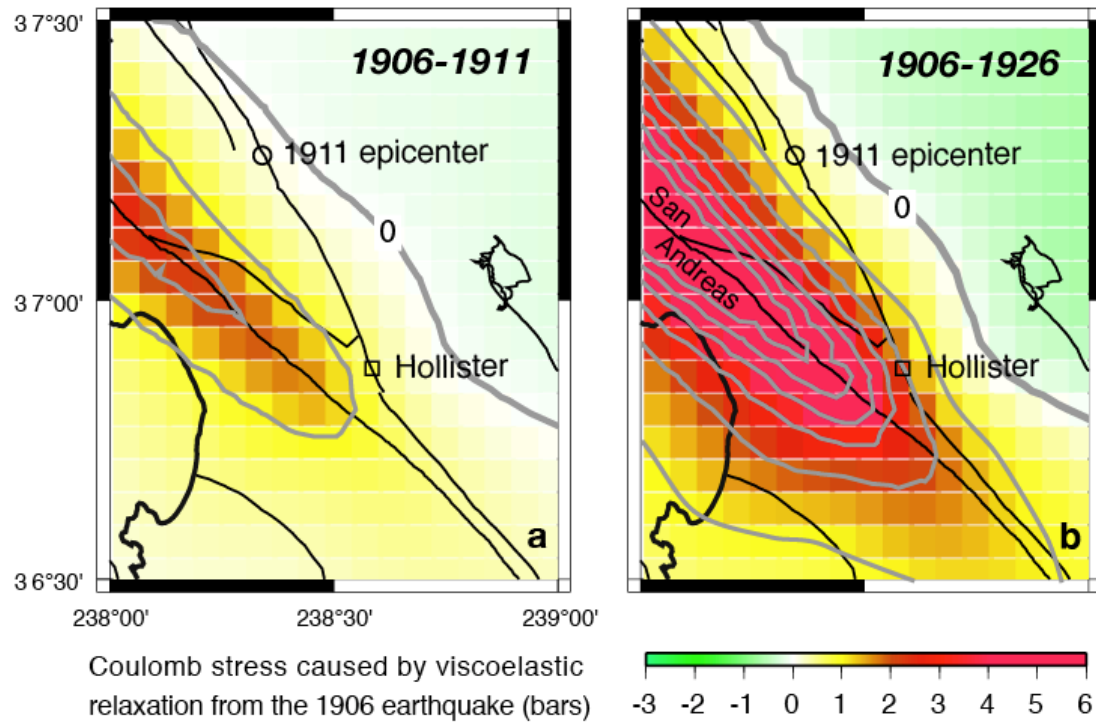 37°30'
1906-1911
1906-1926
1911 epicenter
1911 epicenter
0
0
San
Andreas
37°00'
Hollister
Hollister
a
b
36°30'
238°00'
238°30'
239°00'
Coulomb stress caused by viscoelastic
relaxation from the 1906 earthquake (bars)
-3 -2 -1 0 1 2 3 4 5 6